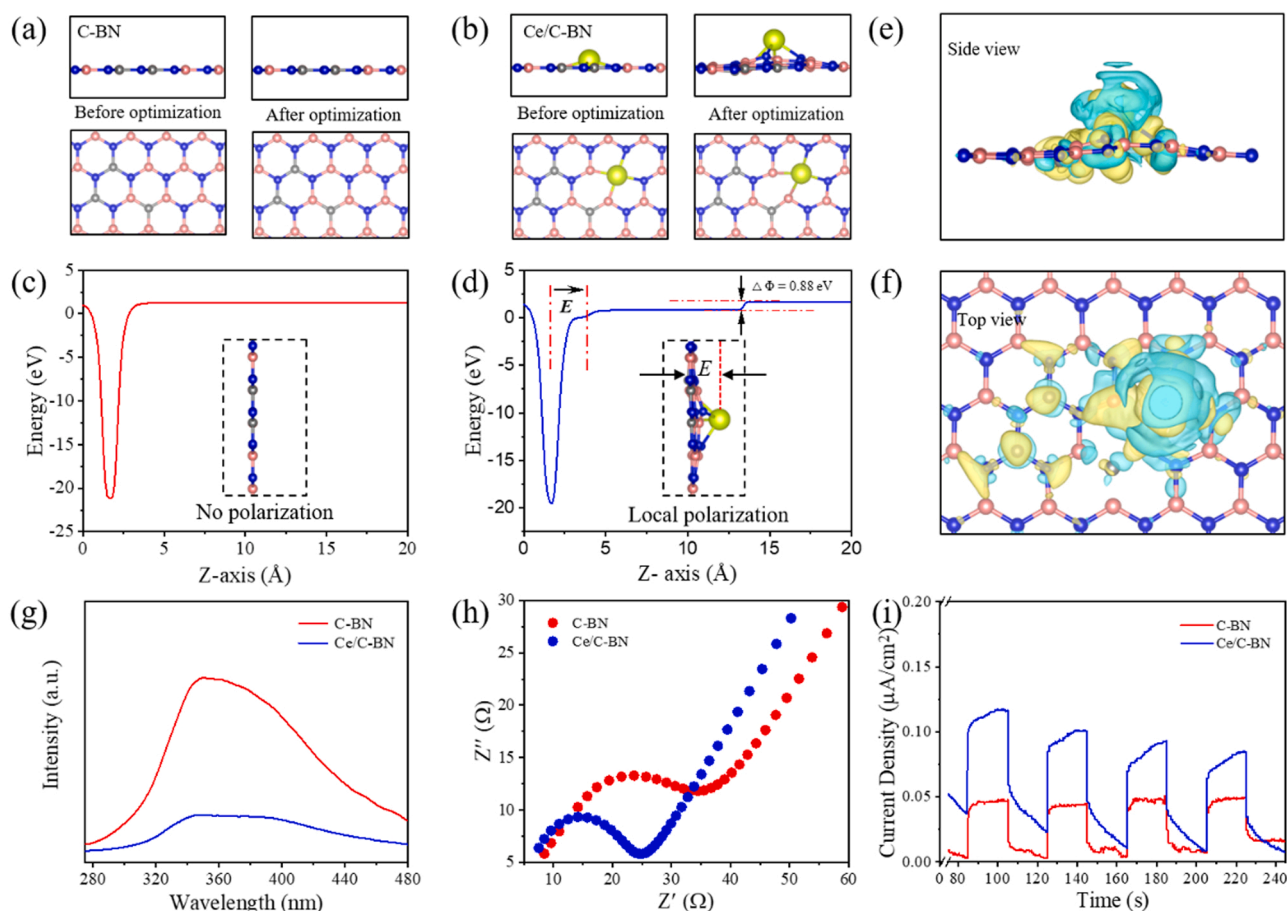 (a)
C-BN
Before optimization
After optimization
(b)
Ce/C-BN
Before optimization
After optimization
(e)
Side view
(c)
5
0
-5
-10
-15
-20
-25
Energy (eV)
No polarization
0
5
10
15
20
Z-axis (Å)
(d)
5
0
-5
-10
-15
-20
Energy (eV)
E
△ Φ = 0.88 eV
E
Local polarization
0
5
10
15
20
Z- axis (Å)
(f)
Top view
(g)
C-BN
Ce/C-BN
Intensity (a.u.)
280
320
360
400
440
480
Wavelength (nm)
(h)
C-BN
Ce/C-BN
30
25
20
15
10
5
Z'' (Ω)
10
20
30
40
50
60
Z' (Ω)
(i)
C-BN
Ce/C-BN
0.20
0.15
0.10
0.05
0.00
Current Density (μA/cm²)
80
100
120
140
160
180
200
220
240
Time (s)